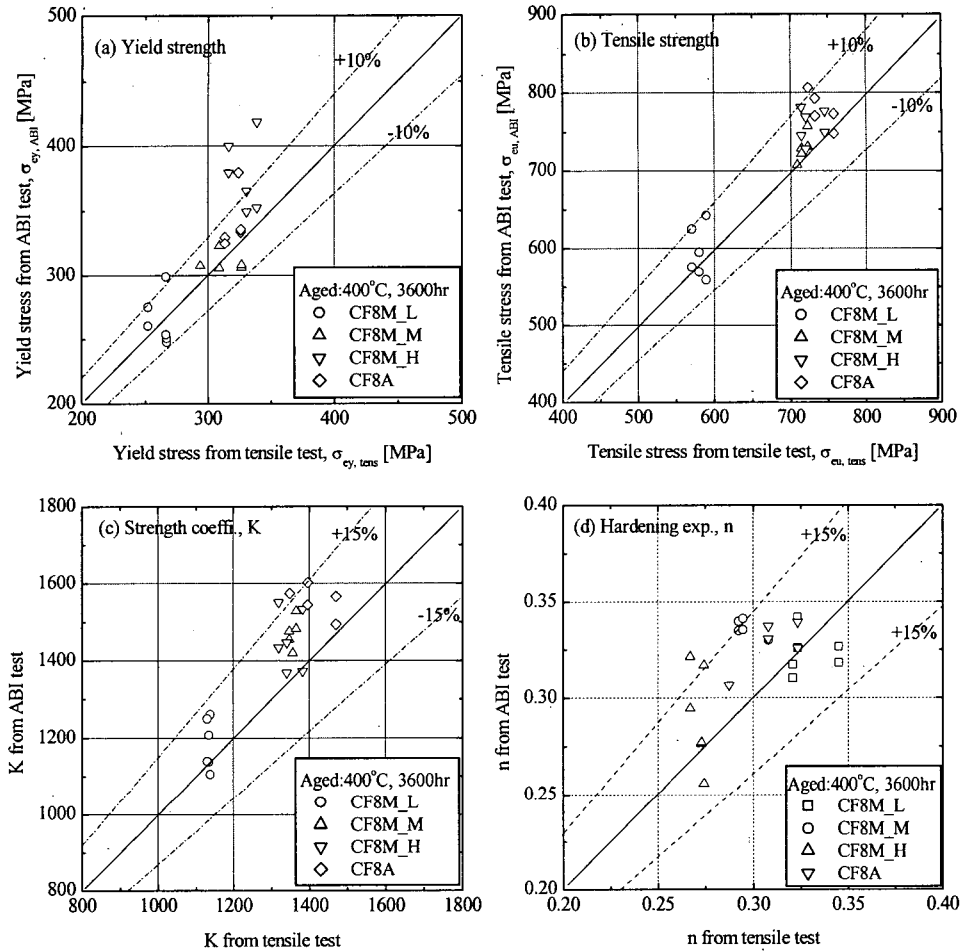 (a) Yield strength
+10%
-10%
500
400
300
200
200
300
400
500
Yield stress from ABI test, σey, ABI [MPa]
Yield stress from tensile test, σey, tens [MPa]
Aged:400°C, 3600hr
CF8M_L
CF8M_M
CF8M_H
CF8A
(b) Tensile strength
+10%
-10%
900
800
700
600
500
400
400
500
600
700
800
900
Tensile stress from ABI test, σeu, ABI [MPa]
Tensile stress from tensile test, σeu, tens [MPa]
Aged:400°C, 3600hr
CF8M_L
CF8M_M
CF8M_H
CF8A
(c) Strength coeffi., K
+15%
-15%
1800
1600
1400
1200
1000
800
800
1000
1200
1400
1600
1800
K from ABI test
K from tensile test
Aged:400°C, 3600hr
CF8M_L
CF8M_M
CF8M_H
CF8A
(d) Hardening exp., n
+15%
+15%
0.40
0.35
0.30
0.25
0.20
0.20
0.25
0.30
0.35
0.40
n from ABI test
n from tensile test
Aged:400°C, 3600hr
CF8M_L
CF8M_M
CF8M_H
CF8A